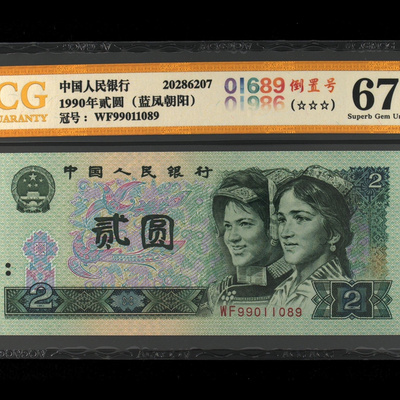 CG
GUARANTY
中国人民银行 20286207
1990年贰圆（蓝凤朝阳）
冠号：WF99011089
01689 倒置号
01986 (☆☆☆)
67
Superb Gem Un
中国人民银行
贰圆
2
2
2
WF99011089